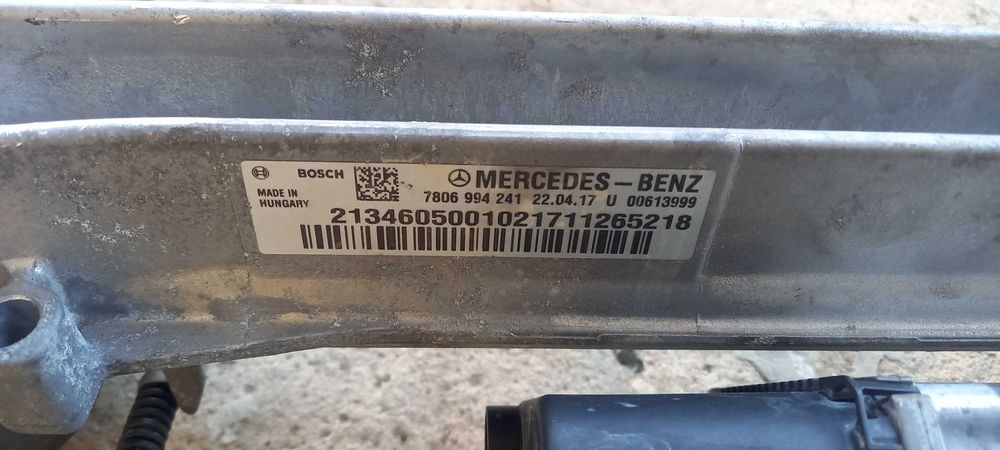 BOSCH
MERCEDES-BENZ
MADE IN
HUNGARY
7806 994 241 22.04.17 U 00613999
2134605001021711265218